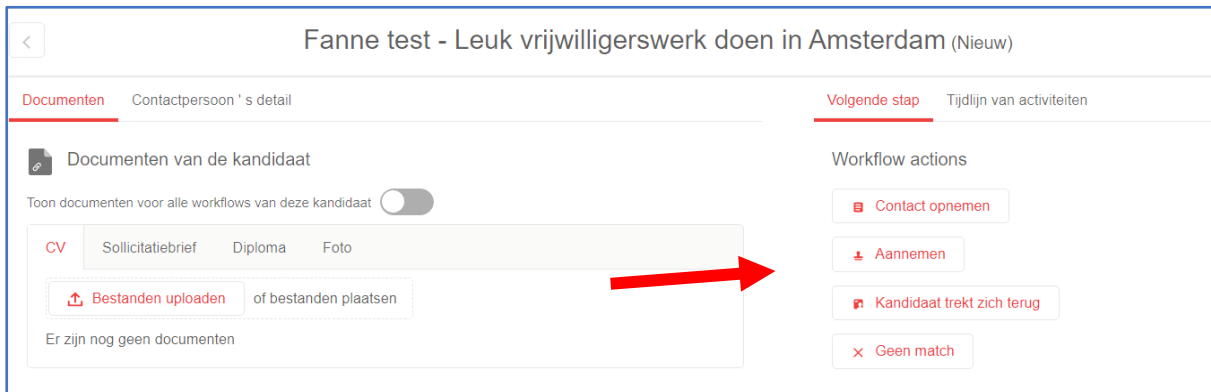 Fanne test - Leuk vrijwilligerswerk doen in Amsterdam (Nieuw)
Documenten Contactpersoon ' s detail
Volgende stap Tijdlijn van activiteiten
Documenten van de kandidaat
Toon documenten voor alle workflows van deze kandidaat
CV Sollicitatiebrief Diploma Foto
Bestanden uploaden of bestanden plaatsen
Er zijn nog geen documenten
Workflow actions
Contact opnemen
Aannemen
Kandidaat trekt zich terug
Geen match